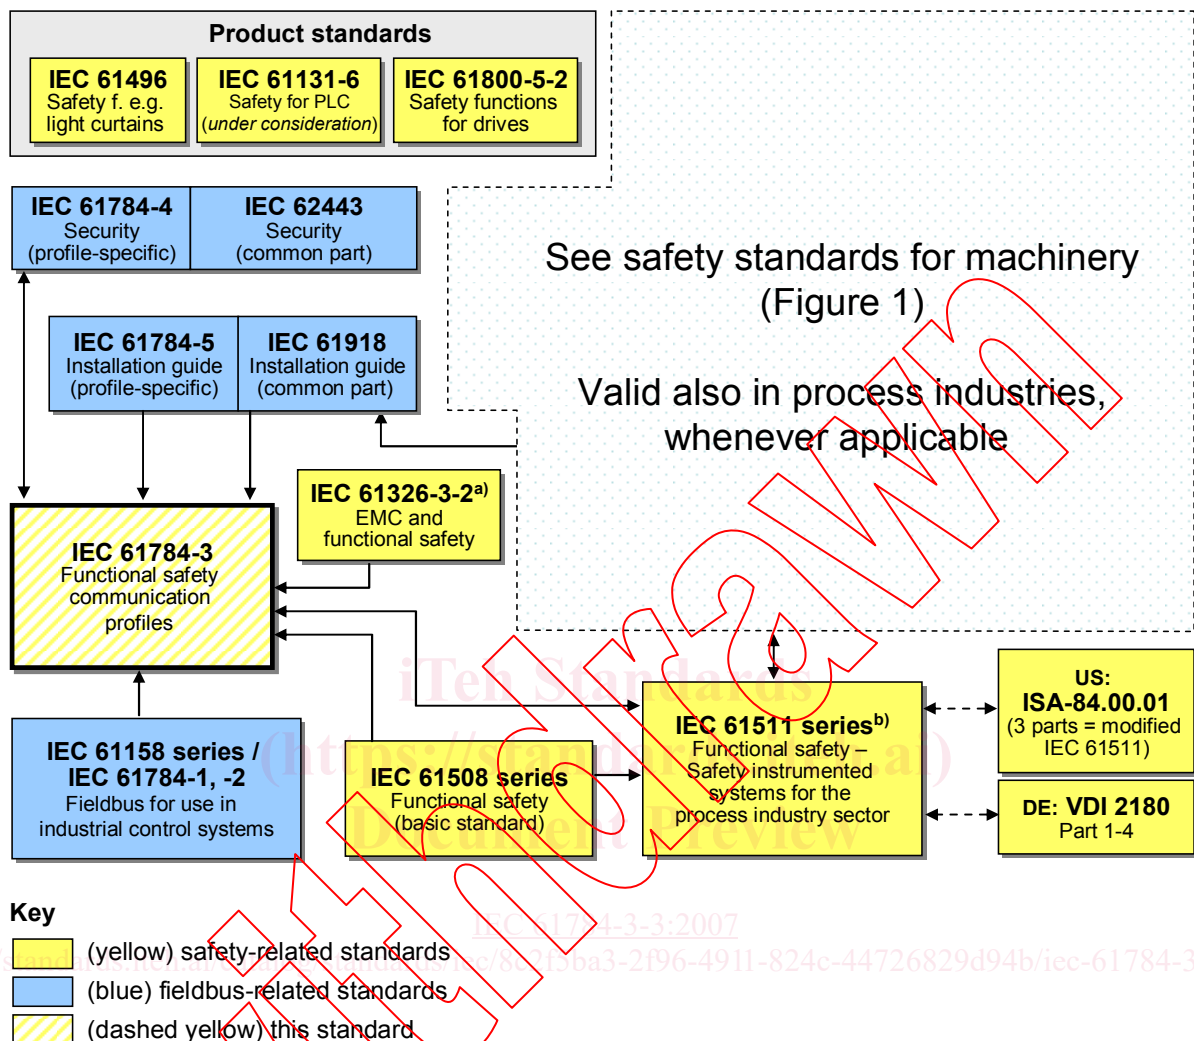 Product standards
IEC 61496
Safety f. e.g.
light curtains
IEC 61131-6
Safety for PLC
(under consideration)
IEC 61800-5-2
Safety functions
for drives
IEC 61784-4
Security
(profile-specific)
IEC 62443
Security
(common part)
See safety standards for machinery
(Figure 1)
Valid also in process industries,
whenever applicable
IEC 61784-5
Installation guide
(profile-specific)
IEC 61918
Installation guide
(common part)
IEC 61326-3-2a)
EMC and
functional safety
IEC 61784-3
Functional safety
communication
profiles
IEC 61158 series /
IEC 61784-1, -2
Fieldbus for use in
industrial control systems
IEC 61508 series
Functional safety
(basic standard)
IEC 61511 seriesb)
Functional safety –
Safety instrumented
systems for the
process industry sector
US:
ISA-84.00.01
(3 parts = modified
IEC 61511)
DE: VDI 2180
Part 1-4
iTeh Standards
(https://standards.iteh.ai)
Document Preview
Key
IEC 61784-3-3:2007
(yellow) safety-related standards
(blue) fieldbus-related standards
(dashed yellow) this standard